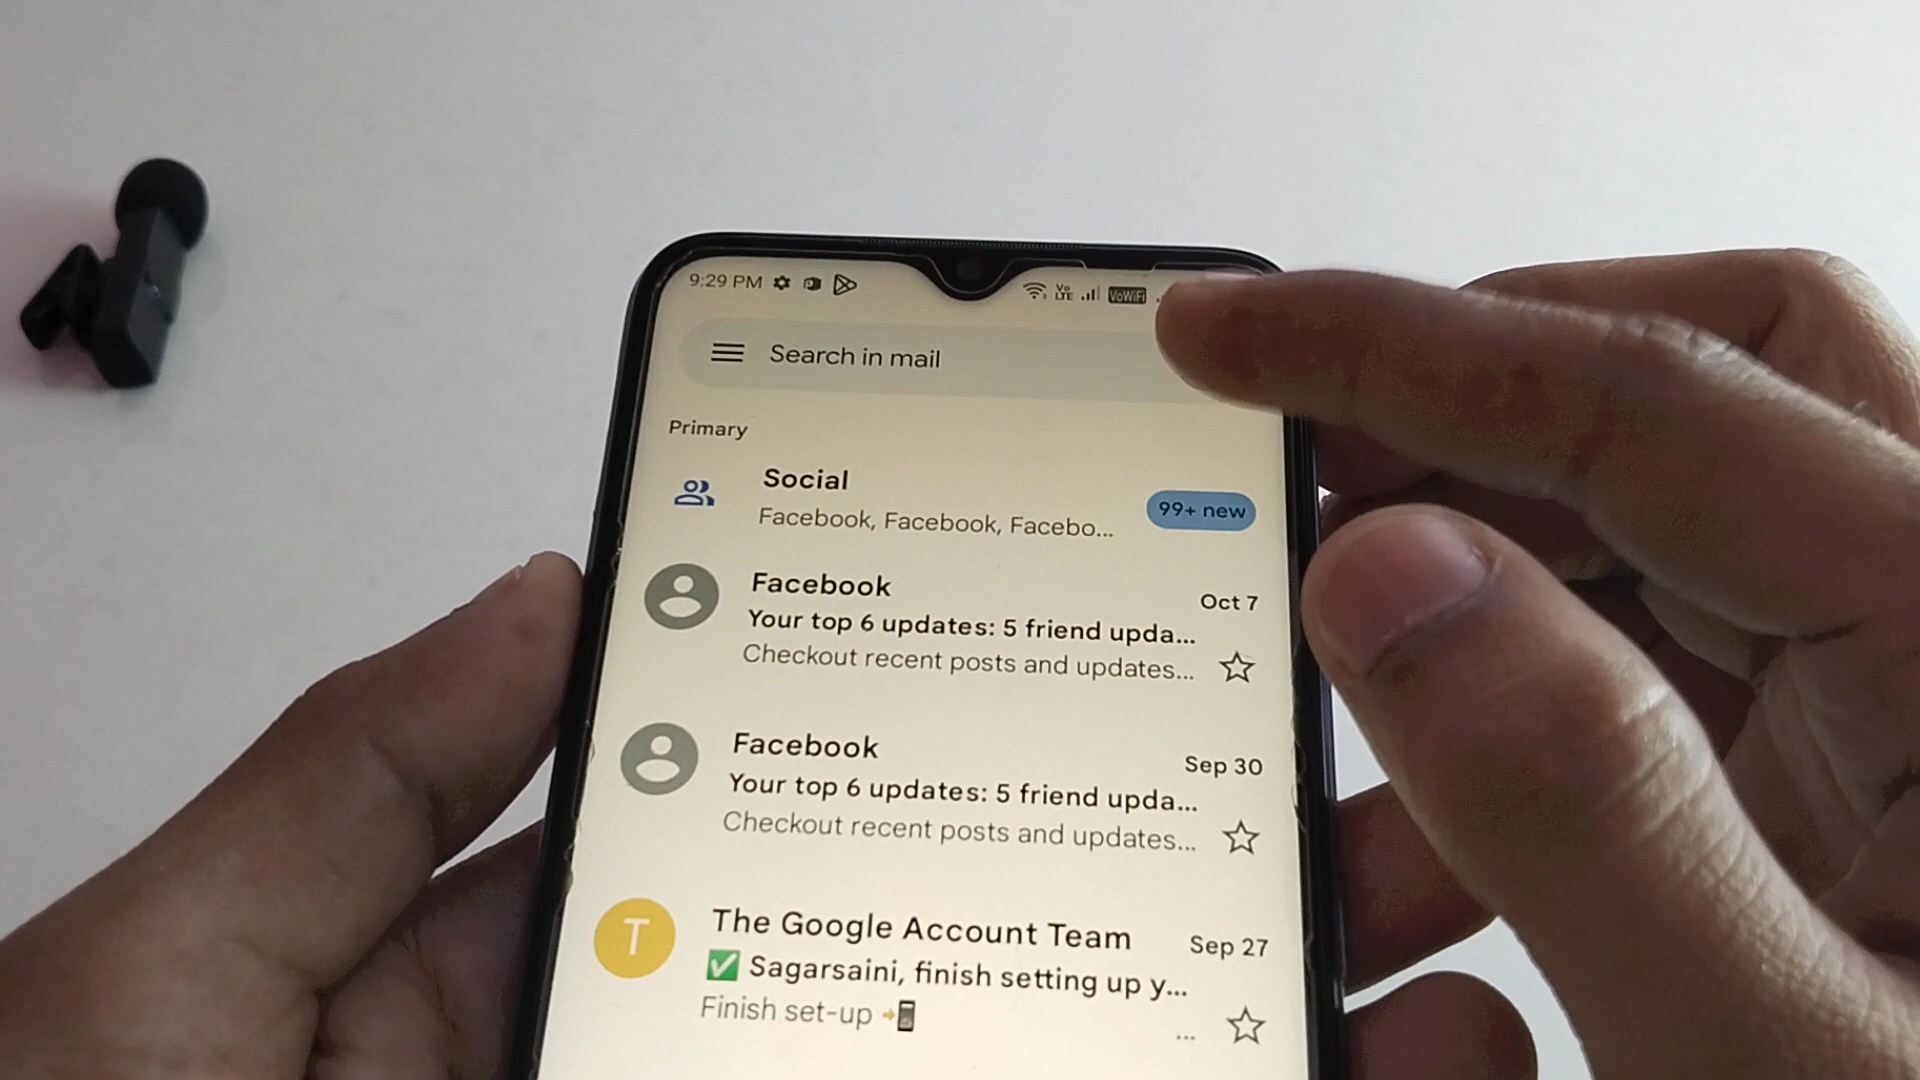 9:29 PM
Vo
LTE
VoWiFi
Search in mail
Primary
Social
Facebook, Facebook, Facebo...
99+ new
Facebook
Oct 7
Your top 6 updates: 5 friend upda...
Checkout recent posts and updates...
Facebook
Sep 30
Your top 6 updates: 5 friend upda...
Checkout recent posts and updates...
T
The Google Account Team
Sep 27
✅ Sagarsaini, finish setting up y...
Finish set-up 📲
...